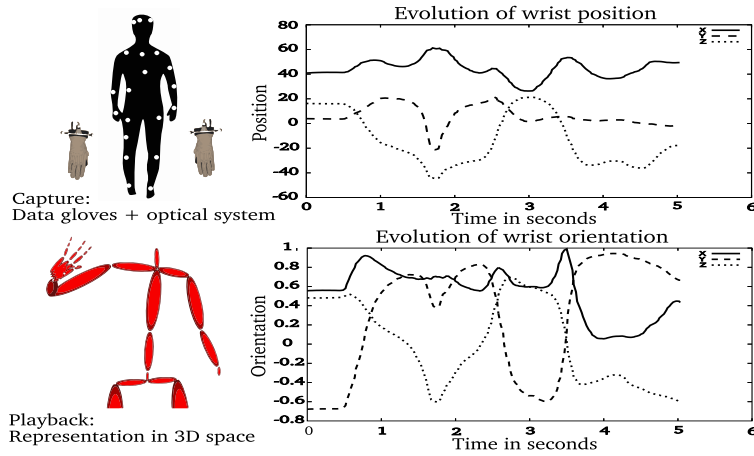 Evolution of wrist position
x
Y
z
80
60
40
20
0
-20
-40
-60
Position
0 1 2 3 4 5 6
Time in seconds
Capture:
Data gloves + optical system
Evolution of wrist orientation
x
Y
z
1.
0.8
0.6
0.4
0.2
0
-0.2
-0.4
-0.6
-0.8
Orientation
0 1 2 3 4 5 6
Time in seconds
Playback:
Representation in 3D space